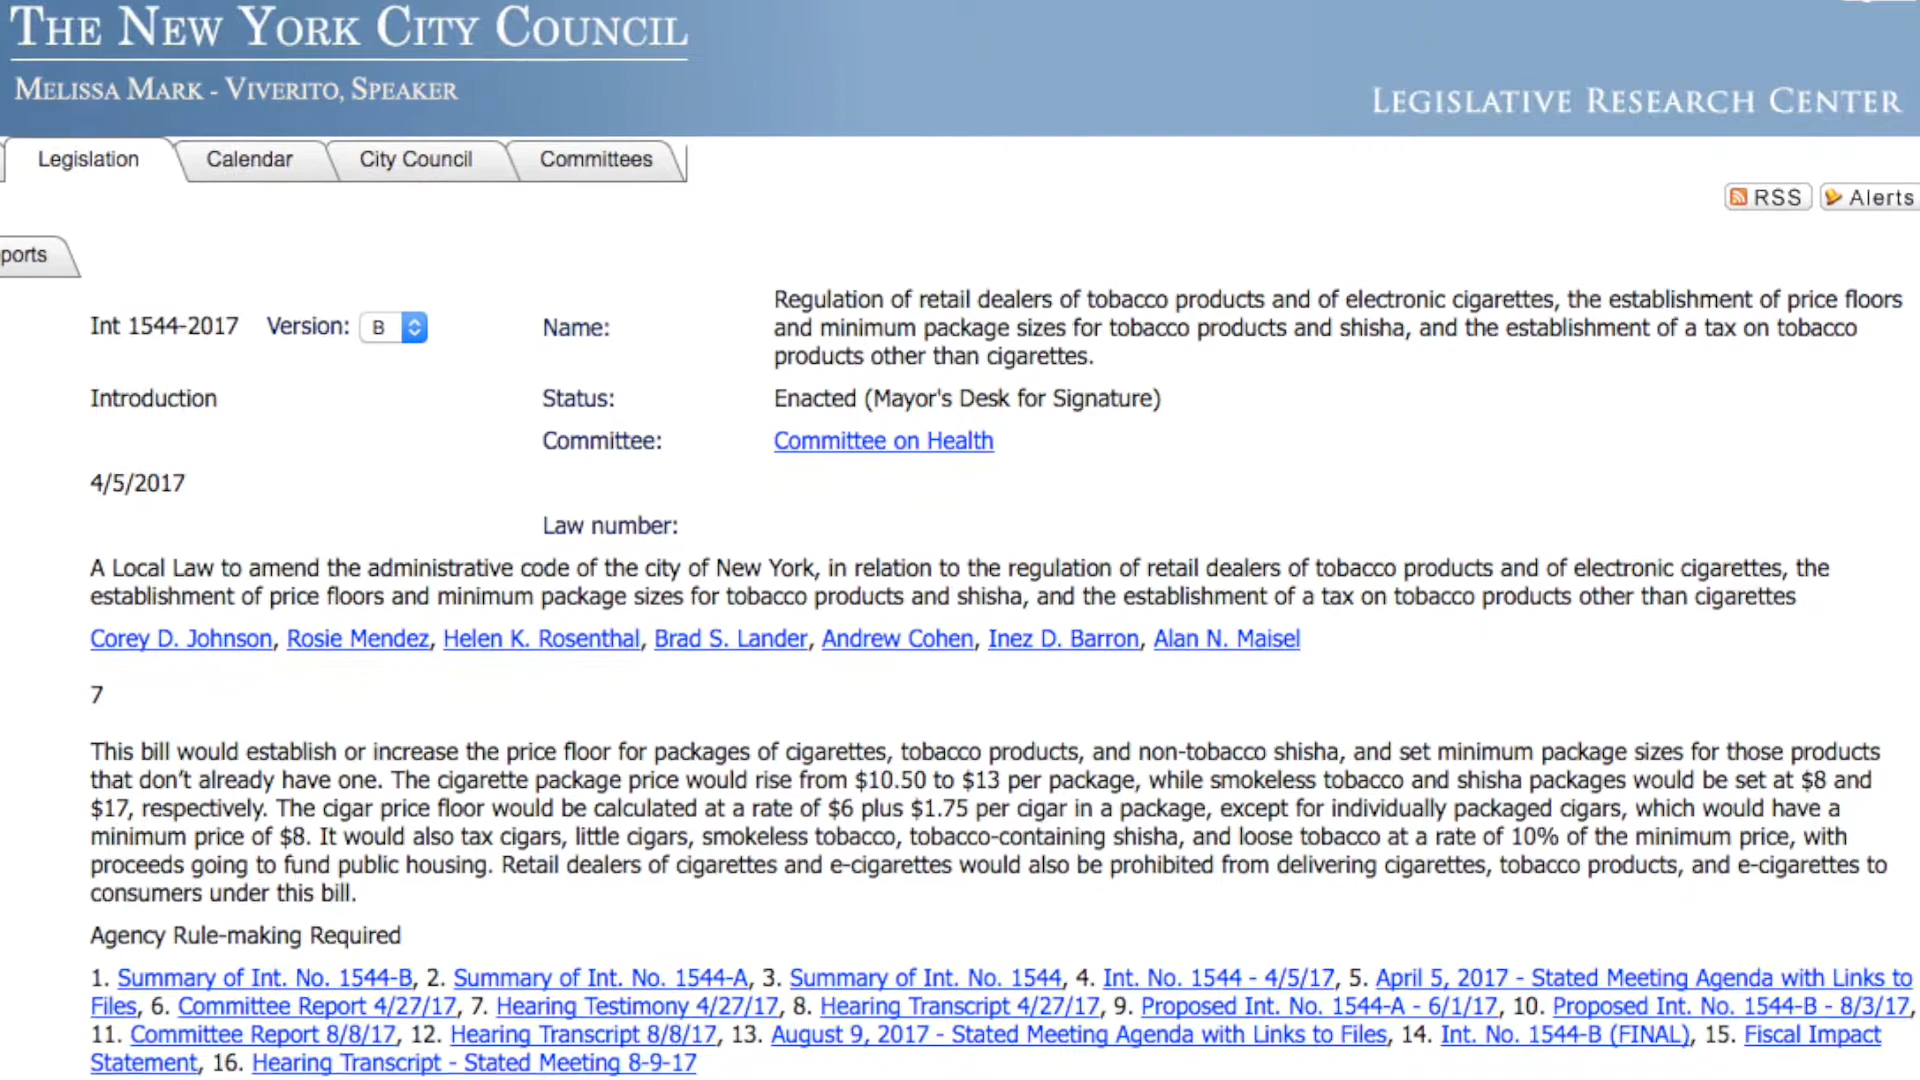 THE NEW YORK CITY COUNCIL
MELISSA MARK - VIVERITO, SPEAKER
LEGISLATIVE RESEARCH CENTER
Legislation Calendar City Council Committees
RSS Alerts
ports
Int 1544-2017 Version: B Name: Regulation of retail dealers of tobacco products and of electronic cigarettes, the establishment of price floors
and minimum package sizes for tobacco products and shisha, and the establishment of a tax on tobacco
products other than cigarettes.
Introduction Status: Enacted (Mayor's Desk for Signature)
Committee: Committee on Health
4/5/2017
Law number:
A Local Law to amend the administrative code of the city of New York, in relation to the regulation of retail dealers of tobacco products and of electronic cigarettes, the
establishment of price floors and minimum package sizes for tobacco products and shisha, and the establishment of a tax on tobacco products other than cigarettes
Corey D. Johnson, Rosie Mendez, Helen K. Rosenthal, Brad S. Lander, Andrew Cohen, Inez D. Barron, Alan N. Maisel
7
This bill would establish or increase the price floor for packages of cigarettes, tobacco products, and non-tobacco shisha, and set minimum package sizes for those products
that don’t already have one. The cigarette package price would rise from $10.50 to $13 per package, while smokeless tobacco and shisha packages would be set at $8 and
$17, respectively. The cigar price floor would be calculated at a rate of $6 plus $1.75 per cigar in a package, except for individually packaged cigars, which would have a
minimum price of $8. It would also tax cigars, little cigars, smokeless tobacco, tobacco-containing shisha, and loose tobacco at a rate of 10% of the minimum price, with
proceeds going to fund public housing. Retail dealers of cigarettes and e-cigarettes would also be prohibited from delivering cigarettes, tobacco products, and e-cigarettes to
consumers under this bill.
Agency Rule-making Required
1. Summary of Int. No. 1544-B, 2. Summary of Int. No. 1544-A, 3. Summary of Int. No. 1544, 4. Int. No. 1544 - 4/5/17, 5. April 5, 2017 - Stated Meeting Agenda with Links to
Files, 6. Committee Report 4/27/17, 7. Hearing Testimony 4/27/17, 8. Hearing Transcript 4/27/17, 9. Proposed Int. No. 1544-A - 6/1/17, 10. Proposed Int. No. 1544-B - 8/3/17,
11. Committee Report 8/8/17, 12. Hearing Transcript 8/8/17, 13. August 9, 2017 - Stated Meeting Agenda with Links to Files, 14. Int. No. 1544-B (FINAL), 15. Fiscal Impact
Statement, 16. Hearing Transcript - Stated Meeting 8-9-17